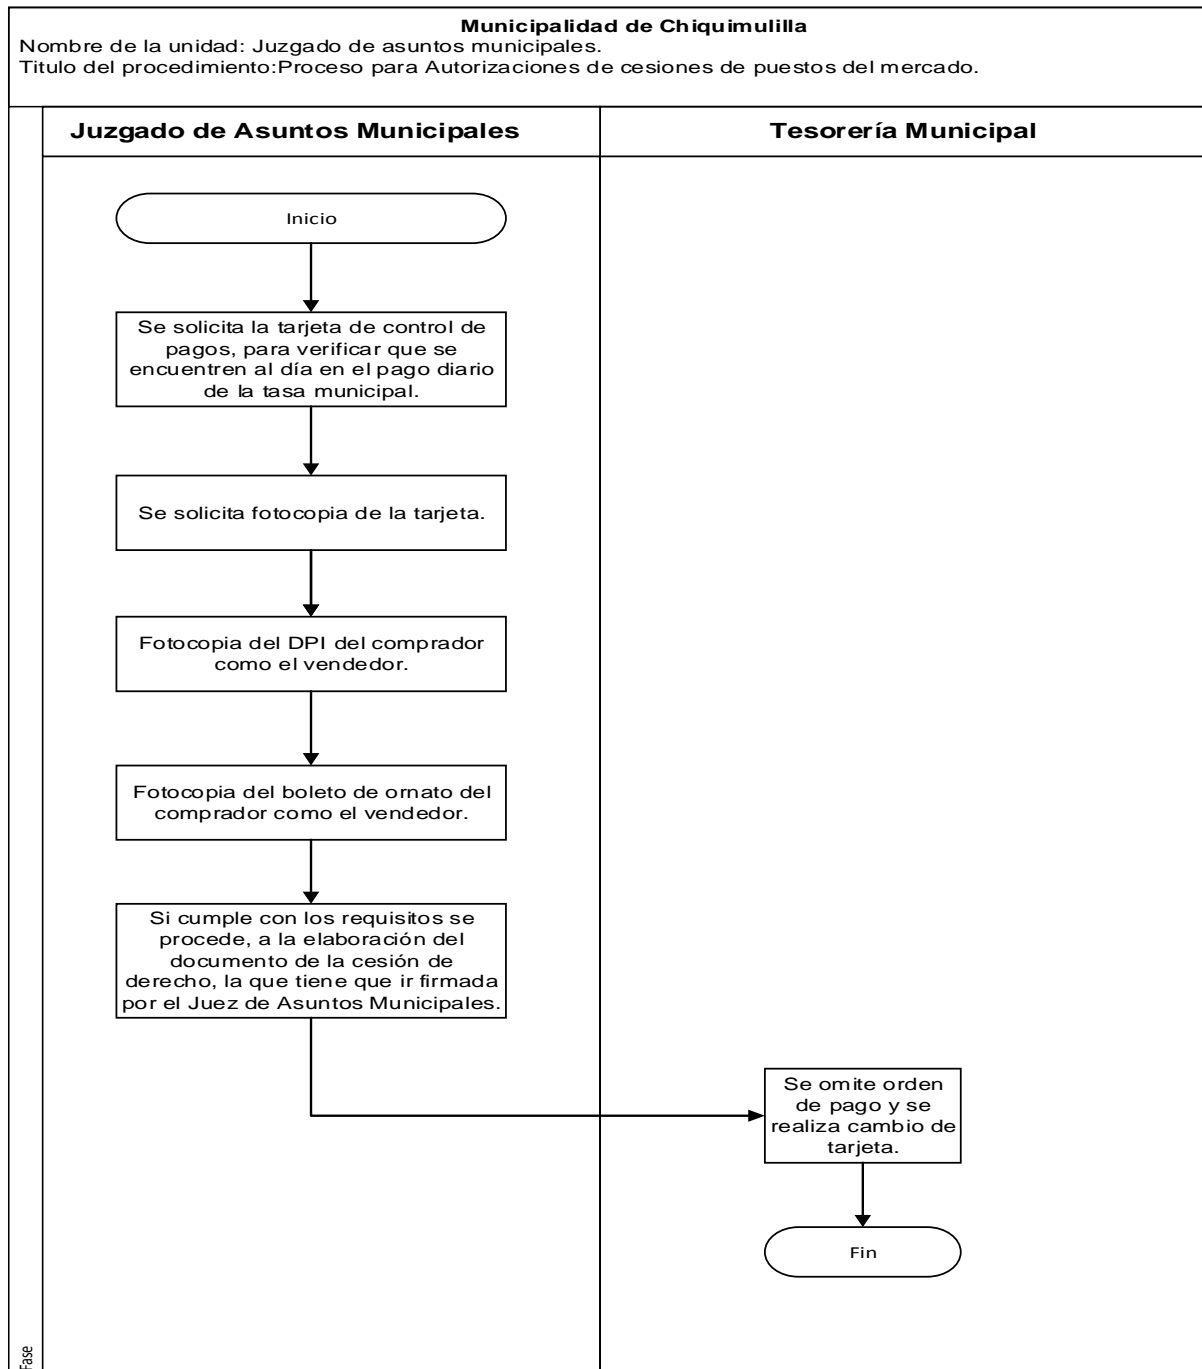 Municipalidad de Chiquimulilla
Nombre de la unidad: Juzgado de asuntos municipales.
Titulo del procedimiento:Proceso para Autorizaciones de cesiones de puestos del mercado.
Juzgado de Asuntos Municipales
Tesorería Municipal
Inicio
Se solicita la tarjeta de control de
pagos, para verificar que se
encuentren al día en el pago diario
de la tasa municipal.
Se solicita fotocopia de la tarjeta.
Fotocopia del DPI del comprador
como el vendedor.
Fotocopia del boleto de ornato del
comprador como el vendedor.
Si cumple con los requisitos se
procede, a la elaboración del
documento de la cesión de
derecho, la que tiene que ir firmada
por el Juez de Asuntos Municipales.
Se omite orden
de pago y se
realiza cambio de
tarjeta.
Fin
Fase